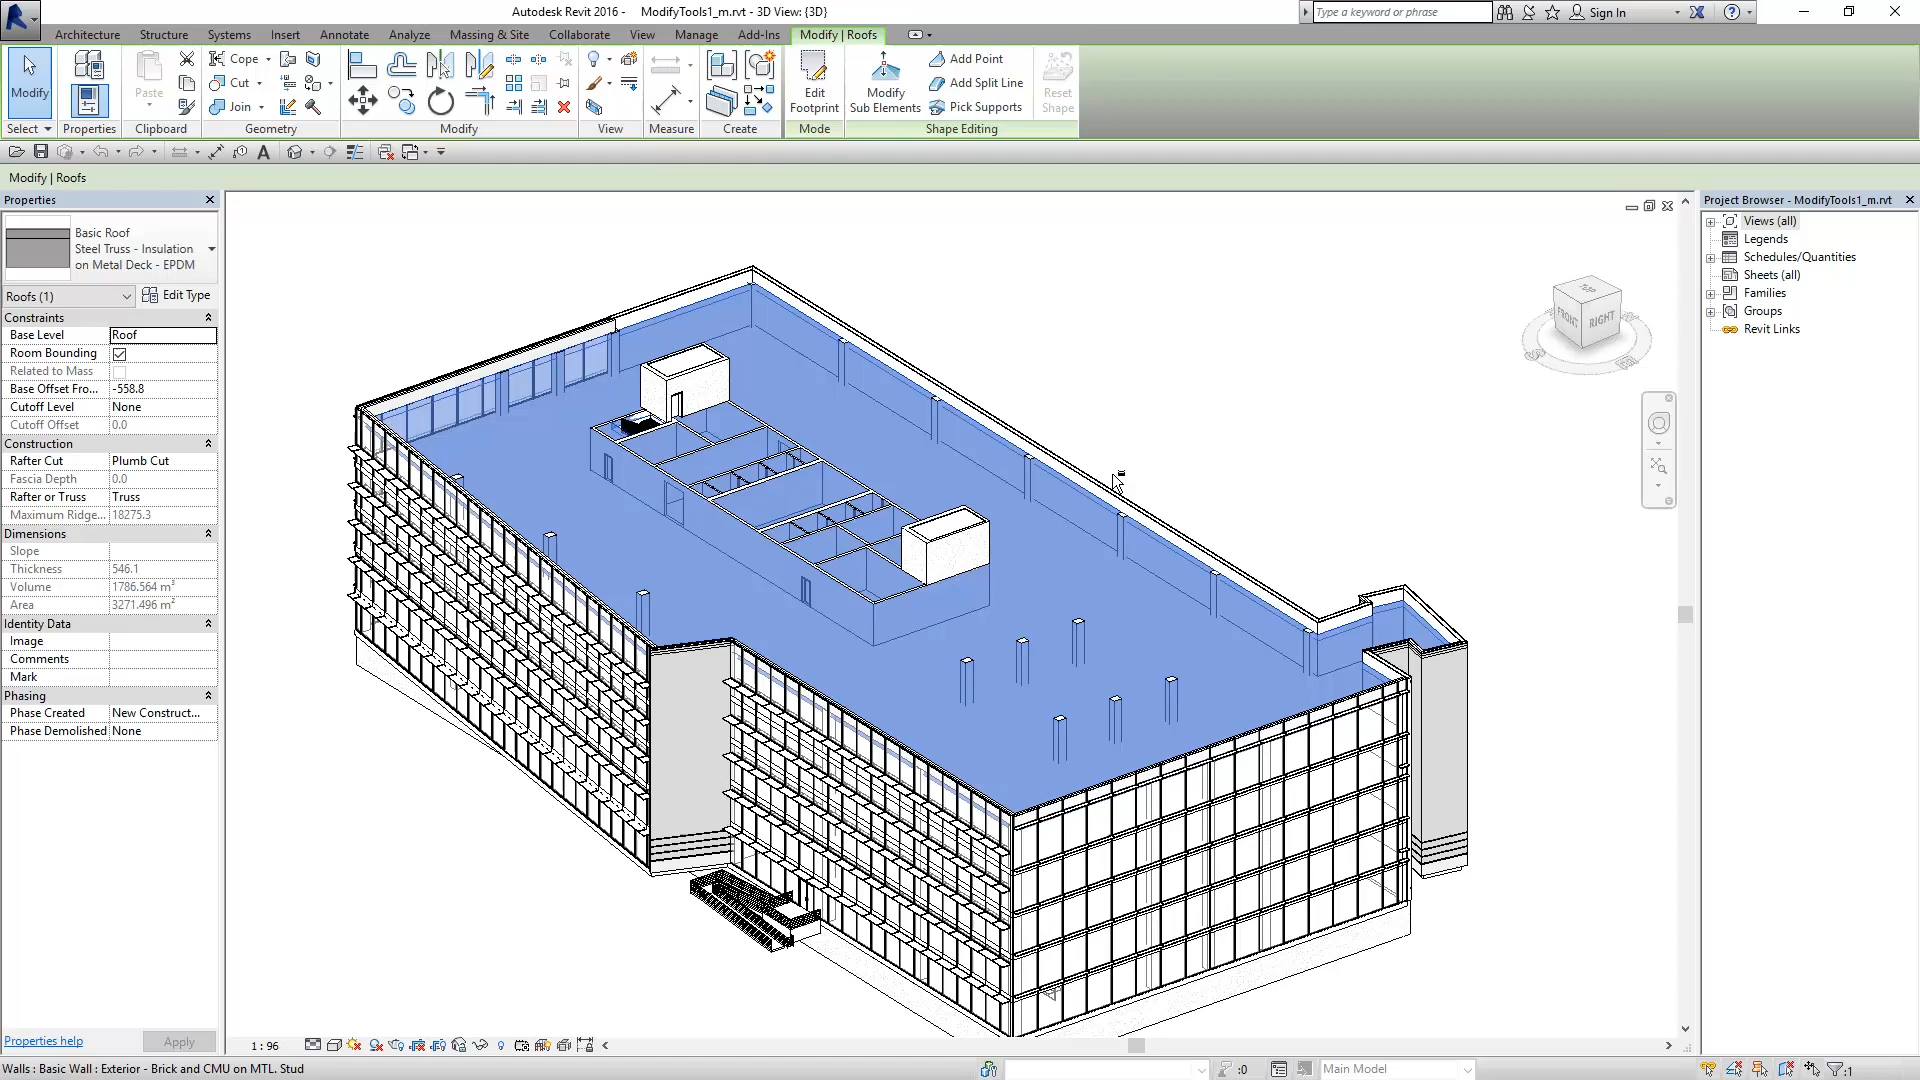 Autodesk Revit 2016 -   ModifyTools1_m.rvt - 3D View: {3D}
Type a keyword or phrase
Sign In
Architecture Structure Systems Insert Annotate Analyze Massing & Site Collaborate View Manage Add-Ins Modify | Roofs
Modify
Paste
Cope
Cut
Join
Edit
Footprint
Modify
Sub Elements
Add Point
Add Split Line
Pick Supports
Reset
Shape
Select Properties Clipboard Geometry Modify View Measure Create Mode Shape Editing
Modify | Roofs
Properties
Basic Roof
Steel Truss - Insulation
on Metal Deck - EPDM
Roofs (1) Edit Type
Constraints
Base Level Roof
Room Bounding
Related to Mass
Base Offset Fro... -558.8
Cutoff Level None
Cutoff Offset 0.0
Construction
Rafter Cut Plumb Cut
Fascia Depth 0.0
Rafter or Truss Truss
Maximum Ridge... 18275.3
Dimensions
Slope
Thickness 546.1
Volume 1786.564 m³
Area 3271.496 m²
Identity Data
Image
Comments
Mark
Phasing
Phase Created New Construct...
Phase Demolished None
Properties help Apply
TOP
FRONT
RIGHT
S
E
1 : 96
Project Browser - ModifyTools1_m.rvt
Views (all)
Legends
Schedules/Quantities
Sheets (all)
Families
Groups
Revit Links
Walls : Basic Wall : Exterior - Brick and CMU on MTL. Stud
:0
Main Model
:1